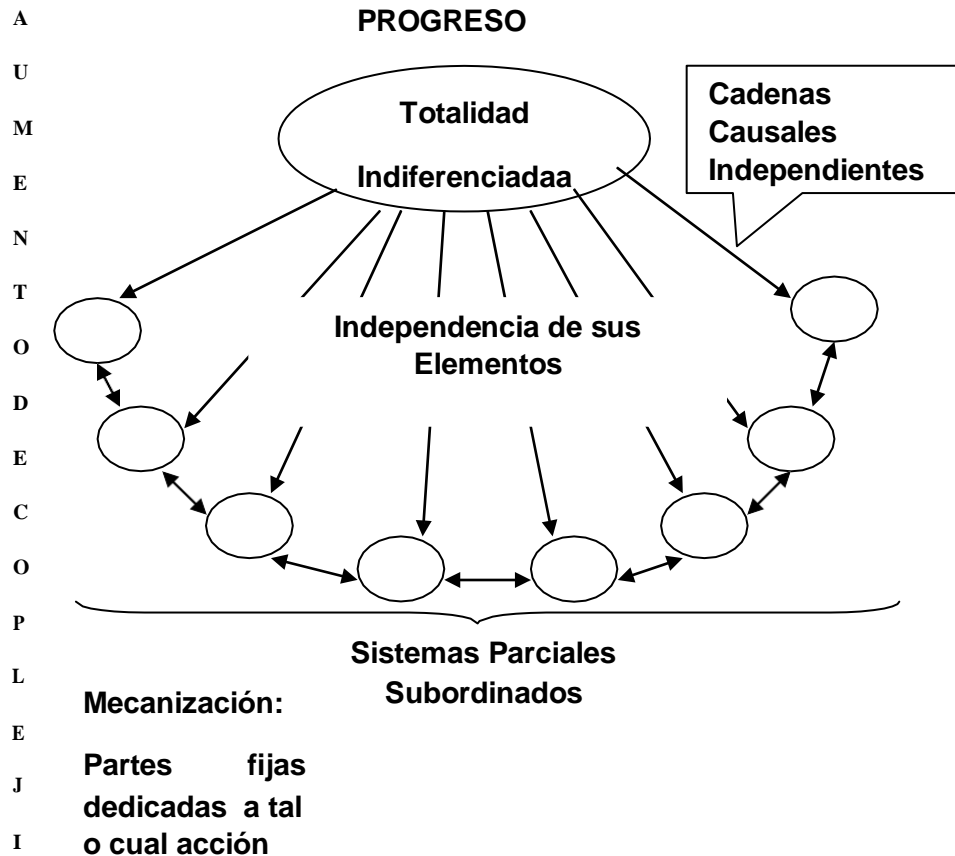 A
U
M
E
N
T
O
D
E
C
O
P
L
E
J
I
PROGRESO
Totalidad
Indiferenciadaa
Cadenas
Causales
Independientes
Independencia de sus
Elementos
Sistemas Parciales
Subordinados
Mecanización:
Partes fijas
dedicadas a tal
o cual acción